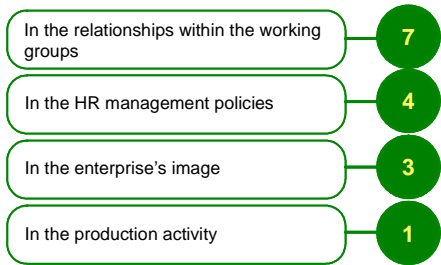 In the relationships within the working
groups
7
In the HR management policies
4
In the enterprise's image
3
In the production activity
1